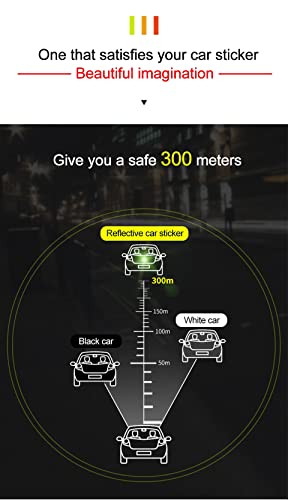 One that satisfies your car sticker
Beautiful imagination
Give you a safe 300 meters
Reflective car sticker
300m
150m
White car
100m
Black car
50m